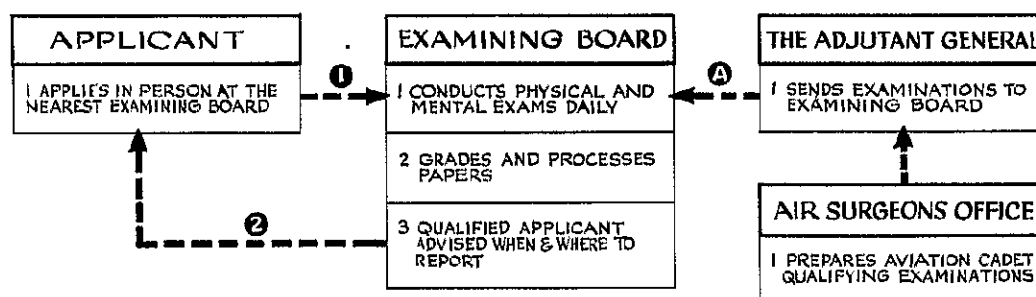 APPLICANT
1 APPLIES IN PERSON AT THE
NEAREST EXAMINING BOARD
1
2
EXAMINING BOARD
1 CONDUCTS PHYSICAL AND
MENTAL EXAMS DAILY
2 GRADES AND PROCESSES
PAPERS
3 QUALIFIED APPLICANT
ADVISED WHEN & WHERE TO
REPORT
A
THE ADJUTANT GENERAL
1 SENDS EXAMINATIONS TO
EXAMINING BOARD
AIR SURGEONS OFFICE
1 PREPARES AVIATION CADET
QUALIFYING EXAMINATIONS